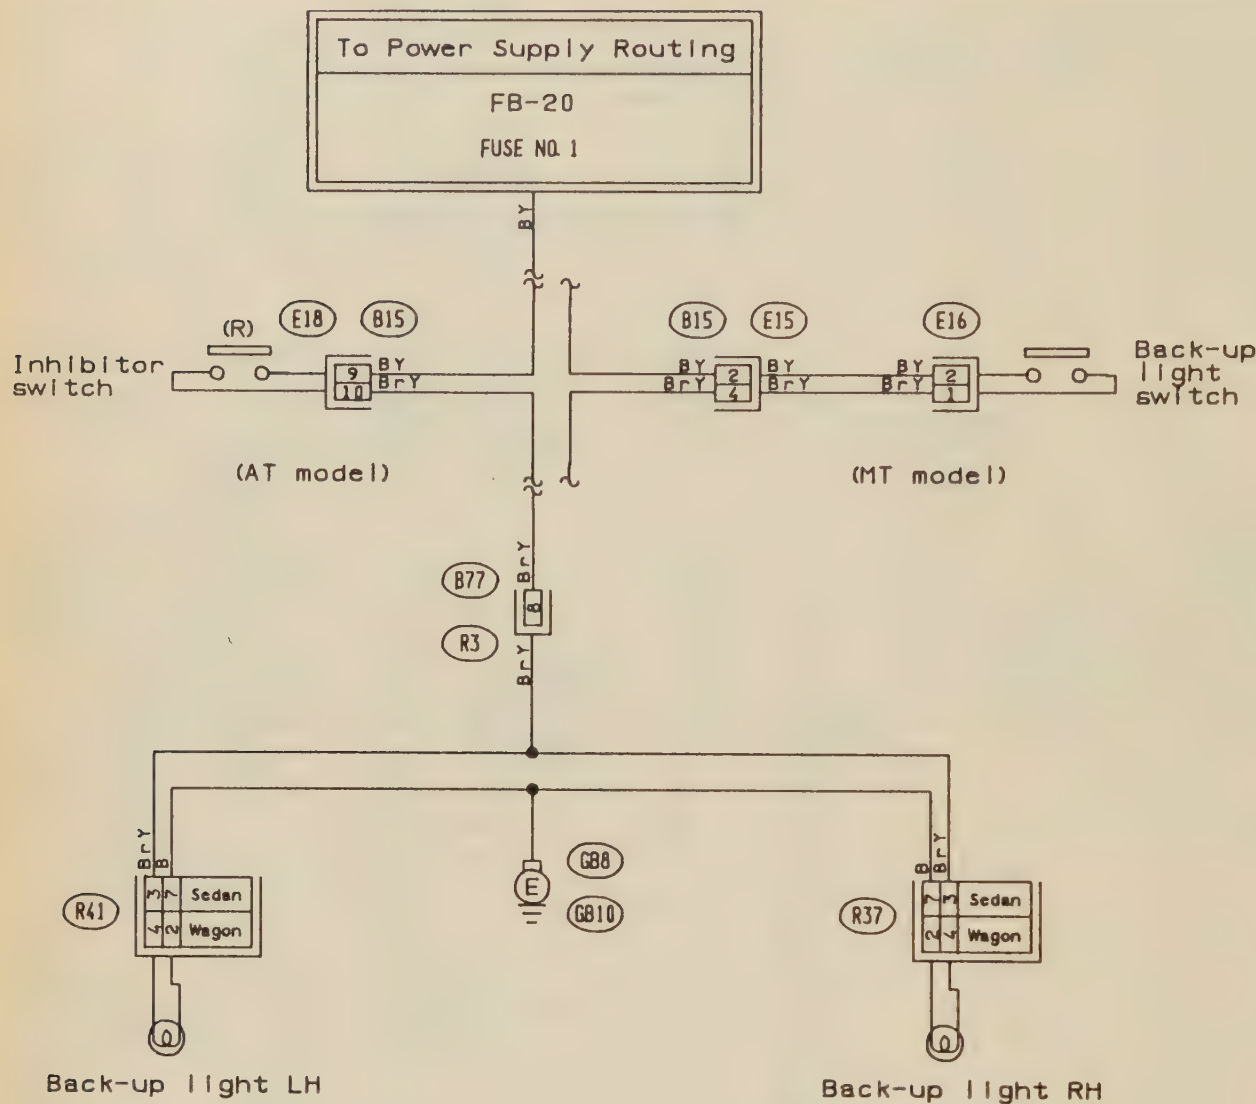 To Power Supply Routing
FB-20
FUSE NO. 1
BY
(R)
E18
B15
B15
E15
E16
Inhibitor
switch
9
10
BY
BrY
BY
BrY
2
4
BY
BrY
BY
BrY
2
1
Back-up
light
switch
(AT model)
(MT model)
BrY
B77
8
R3
BrY
BrY
B
B
BrY
R41
3
7
Sedan
4
2
Wagon
E
GB8
GB10
R37
7
3
Sedan
2
4
Wagon
Back-up light LH
Back-up light RH